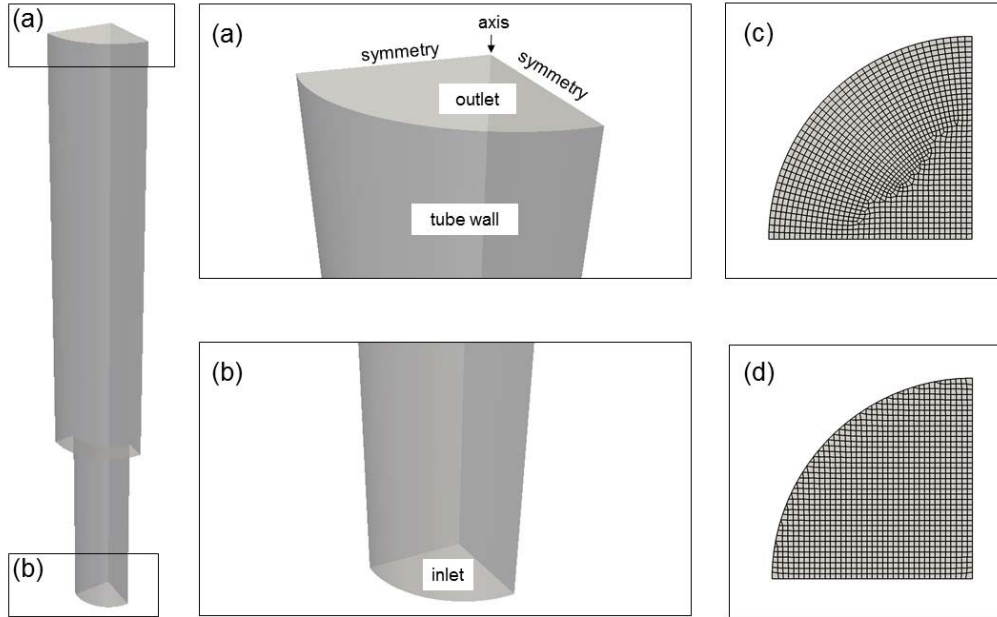 (a)
(b)
(a)
axis
symmetry
symmetry
outlet
tube wall
(b)
inlet
(c)
(d)